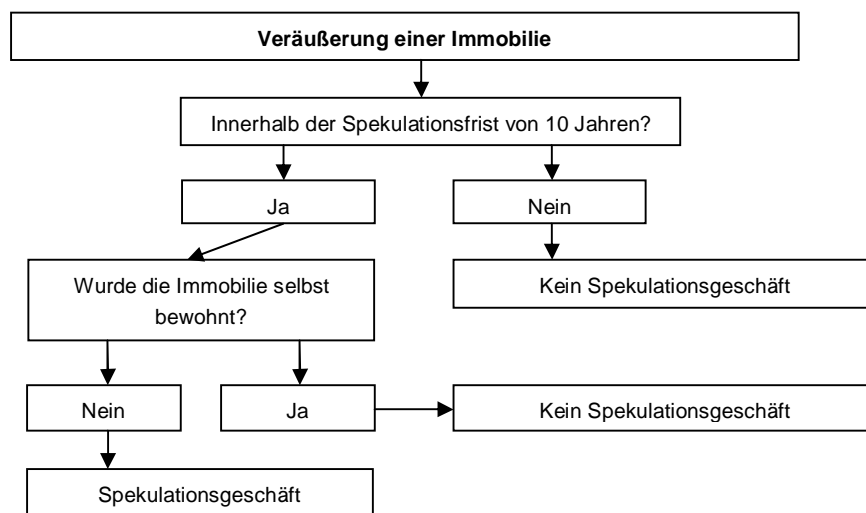 Veräußerung einer Immobilie
Innerhalb der Spekulationsfrist von 10 Jahren?
Ja
Nein
Wurde die Immobilie selbst
bewohnt?
Kein Spekulationsgeschäft
Nein
Ja
Kein Spekulationsgeschäft
Spekulationsgeschäft